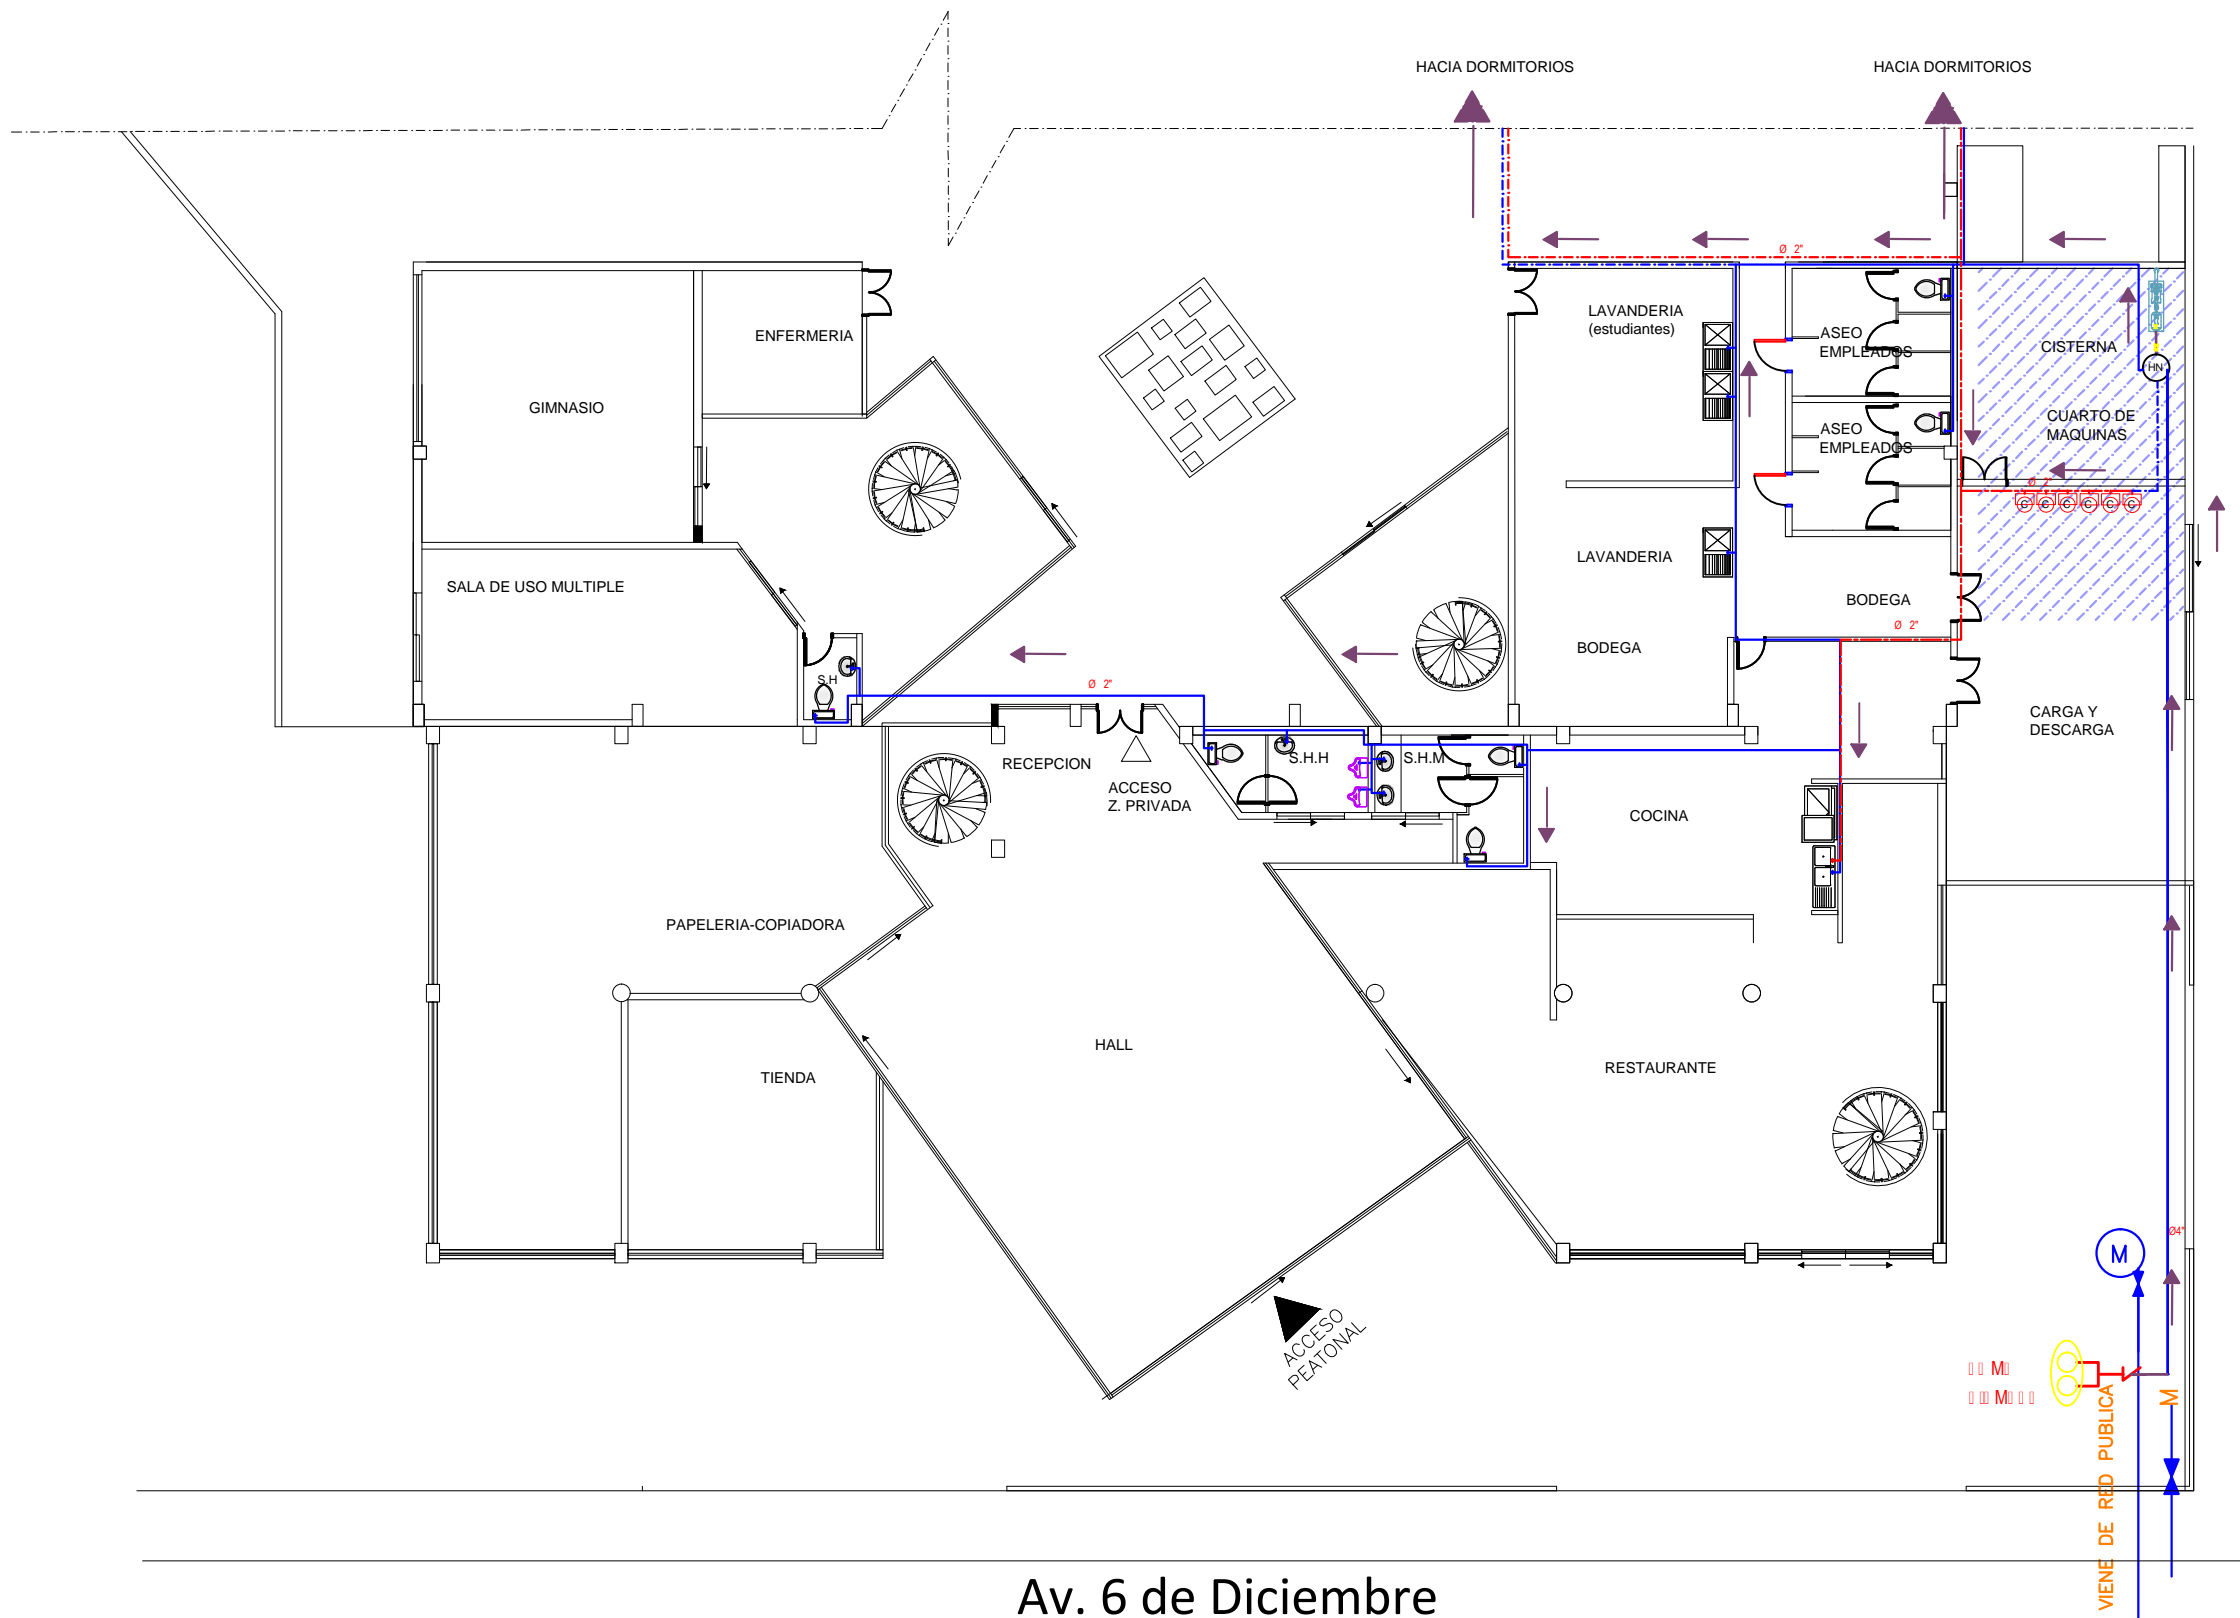 HACIA DORMITORIOS
HACIA DORMITORIOS
Ø 2"
LAVANDERIA
(estudiantes)
ENFERMERIA
ASEO
EMPLEADOS
CISTERNA
HN
GIMNASIO
CUARTO DE
MAQUINAS
ASEO
EMPLEADOS
Ø 2"
C C C C C C
LAVANDERIA
SALA DE USO MULTIPLE
BODEGA
Ø 2"
BODEGA
S.H
Ø 2"
CARGA Y
DESCARGA
RECEPCION
S.H.H
S.H.M
ACCESO
Z. PRIVADA
COCINA
PAPELERIA-COPIADORA
HALL
RESTAURANTE
TIENDA
Ø4"
M
ACCESO
PEATONAL
M
VIENE DE RED PUBLICA
Av. 6 de Diciembre